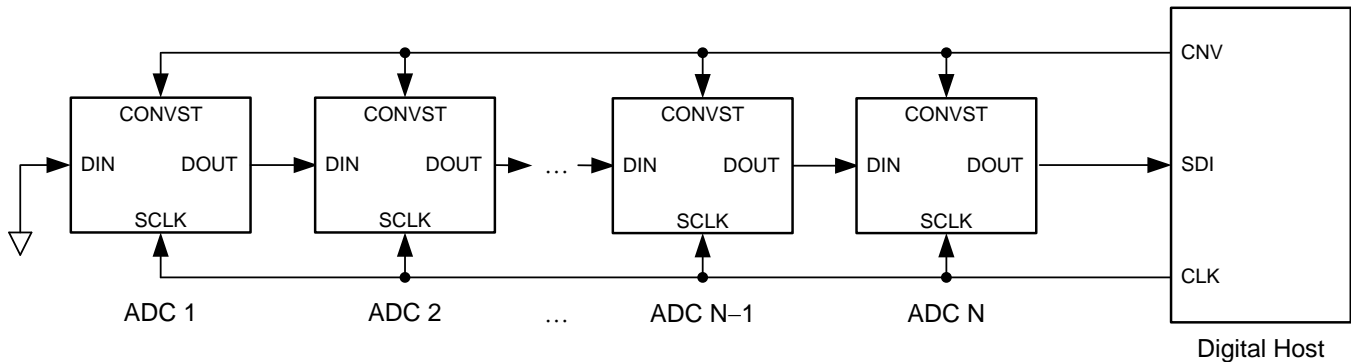 CNV
CONVST
CONVST
CONVST
CONVST
DIN DOUT
DIN DOUT
...
DIN DOUT
DIN DOUT
SDI
SCLK
SCLK
SCLK
SCLK
CLK
ADC 1
ADC 2
...
ADC N−1
ADC N
Digital Host